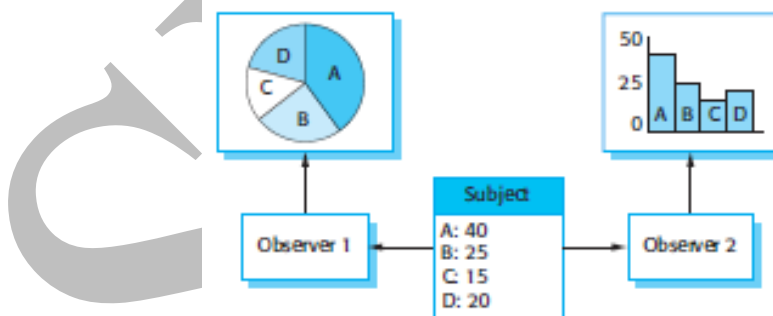 D
A
C
B
50
25
0
A B C D
Subject
A: 40
B: 25
C: 15
D: 20
Observer 1
Observer 2